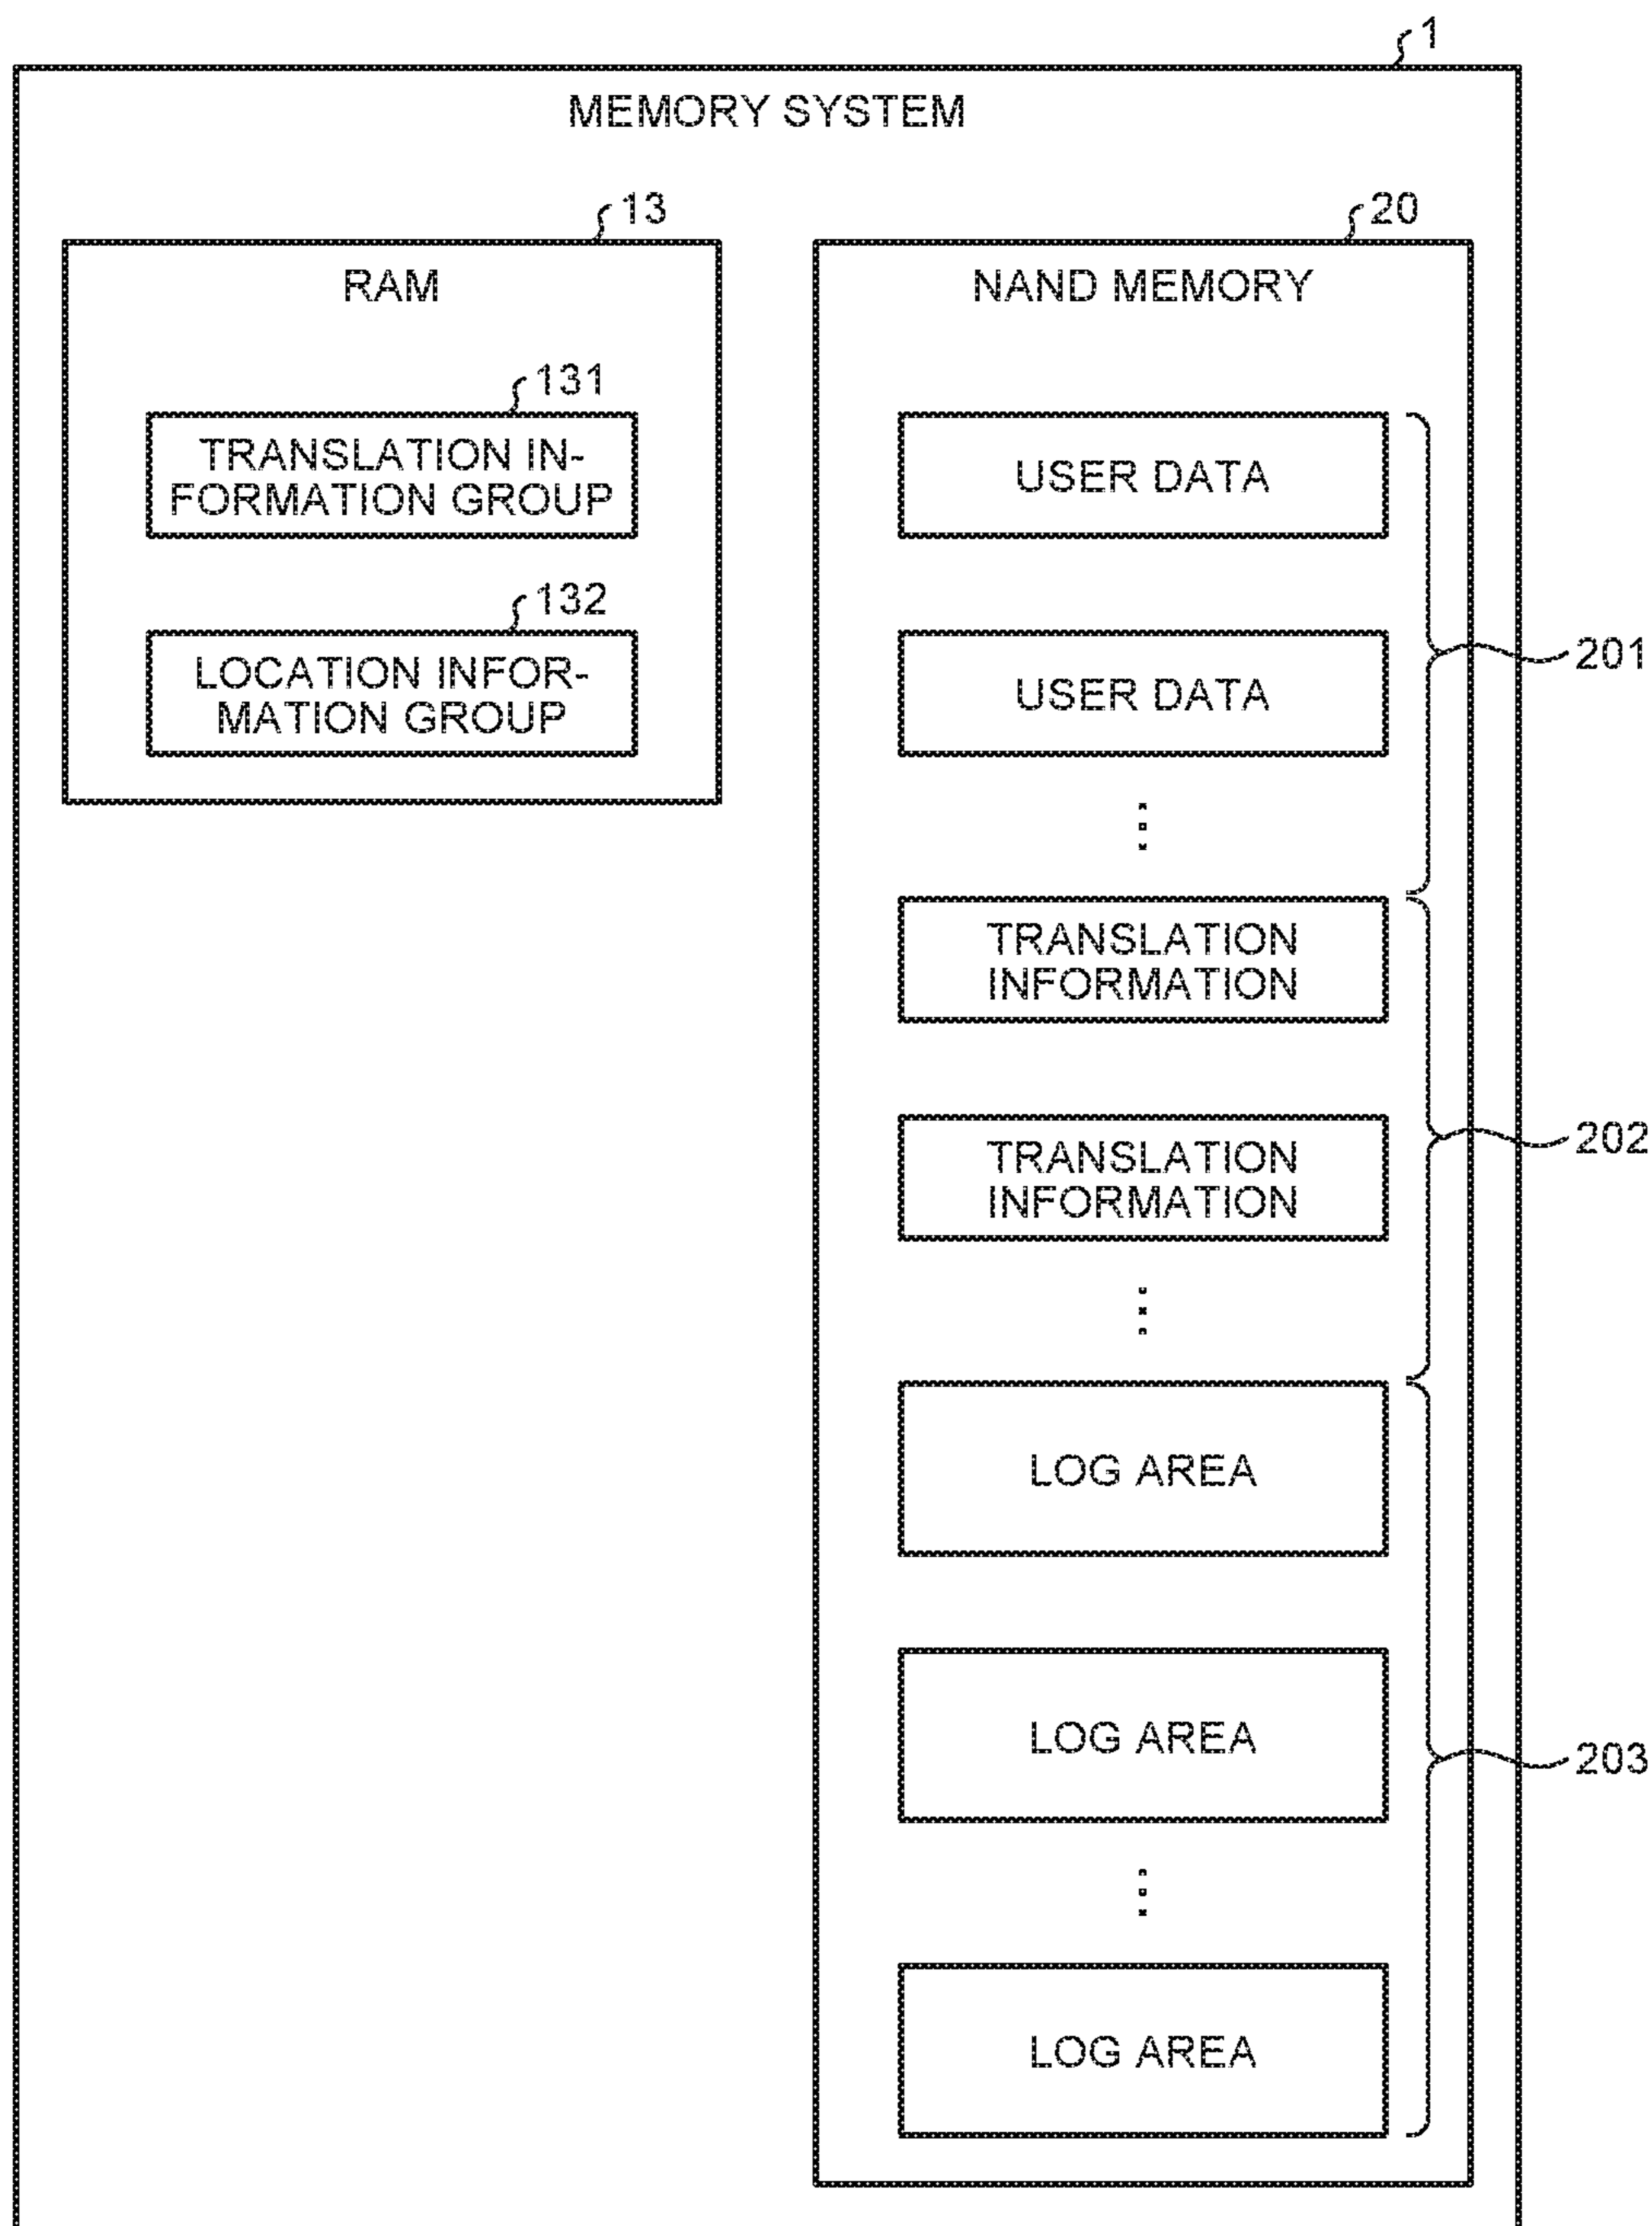 1
MEMORY SYSTEM
13
RAM
131
TRANSLATION IN-
FORMATION GROUP
132
LOCATION INFOR-
MATION GROUP
20
NAND MEMORY
USER DATA
USER DATA
201
TRANSLATION
INFORMATION
TRANSLATION
INFORMATION
202
LOG AREA
LOG AREA
LOG AREA
203